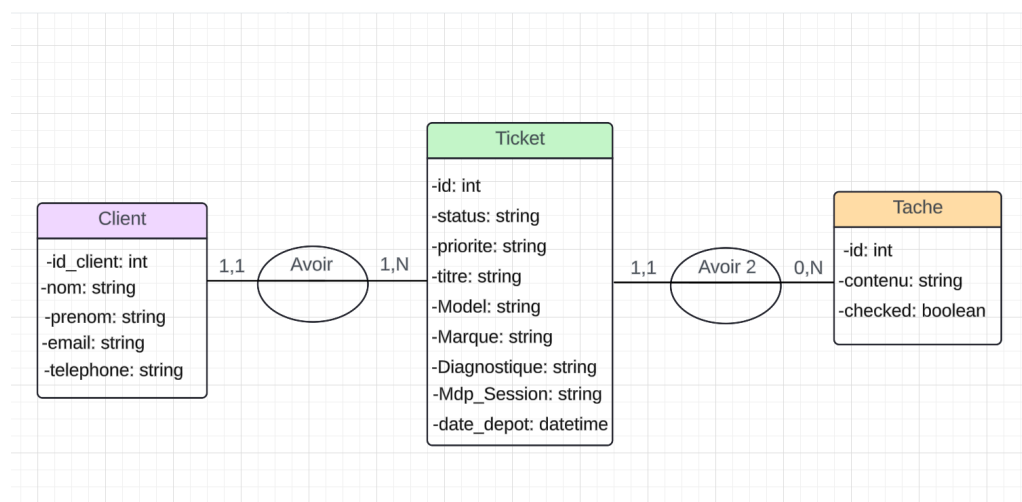 Client
-id_client: int
-nom: string
-prenom: string
-email: string
-telephone: string
1,1
Avoir
1,N
Ticket
-id: int
-status: string
-priorite: string
-titre: string
-Model: string
-Marque: string
-Diagnostique: string
-Mdp_Session: string
-date_depot: datetime
1,1
Avoir 2
0,N
Tache
-id: int
-contenu: string
-checked: boolean